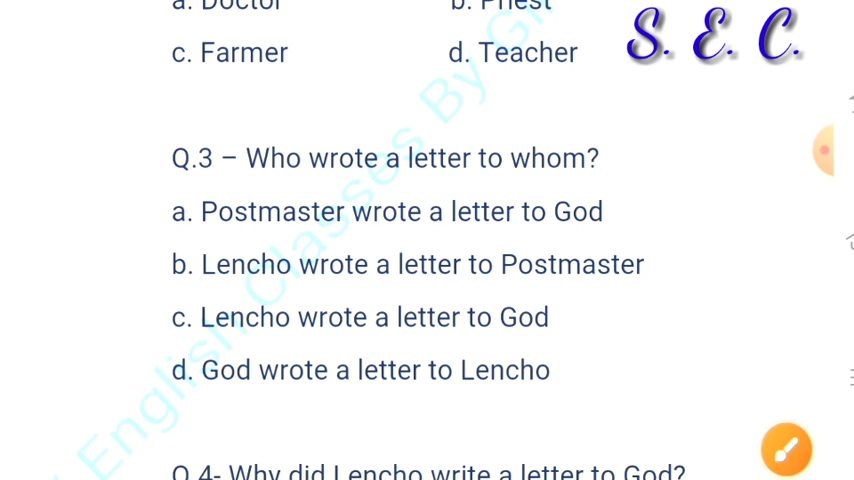 a. Doctor b. Priest
c. Farmer d. Teacher
S. E. C.
Q.3 – Who wrote a letter to whom?
a. Postmaster wrote a letter to God
b. Lencho wrote a letter to Postmaster
c. Lencho wrote a letter to God
d. God wrote a letter to Lencho
Q.4- Why did Lencho write a letter to God?
English Classes By